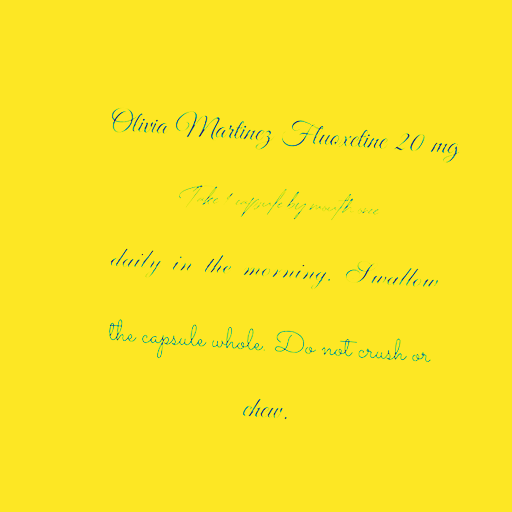 Olivia Martinez Fluoxetine 20 mg
Take 1 capsule by mouth once
daily in the morning. Swallow
the capsule whole. Do not crush or
chew.